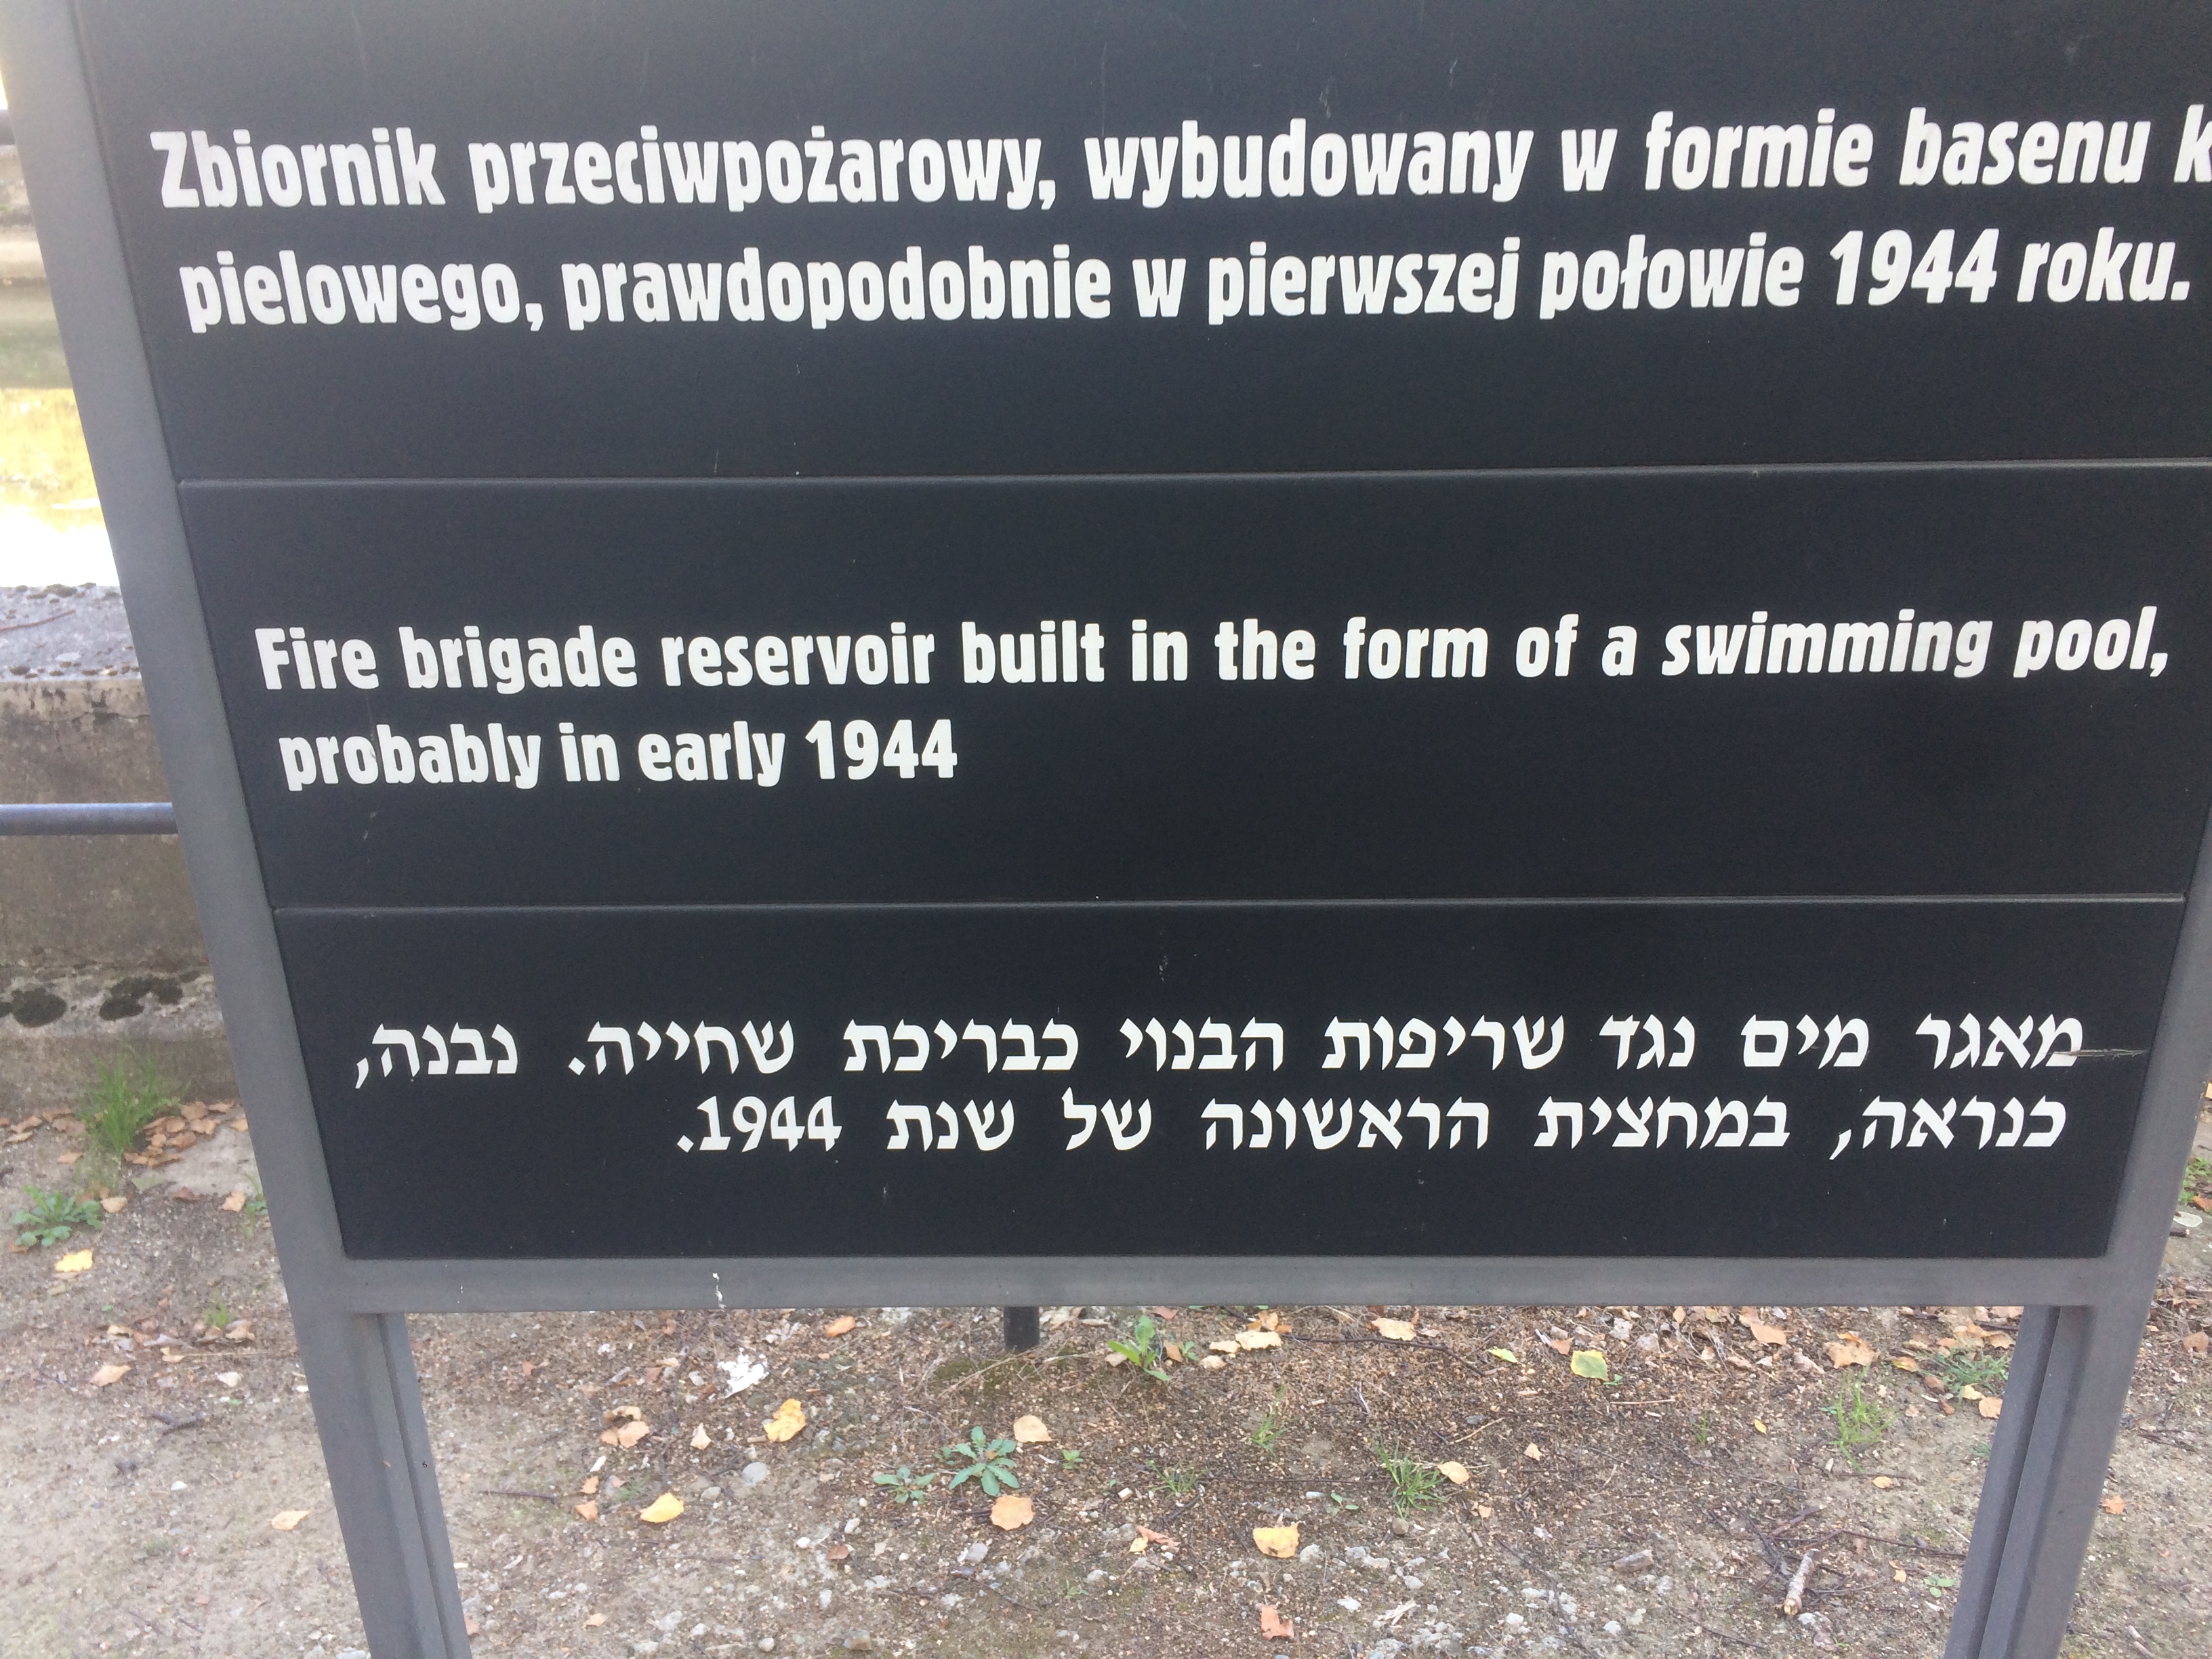 Zbiornik przeciwpożarowy, wybudowany w formie basenu k
pielowego, prawdopodobnie w pierwszej połowie 1944 roku.
Fire brigade reservoir built in the form of a swimming pool,
probably in early 1944
מאגר מים נגד שריפות הבנוי כבריכת שחייה. נבנה,
כנראה, במחצית הראשונה של שנת 1944.